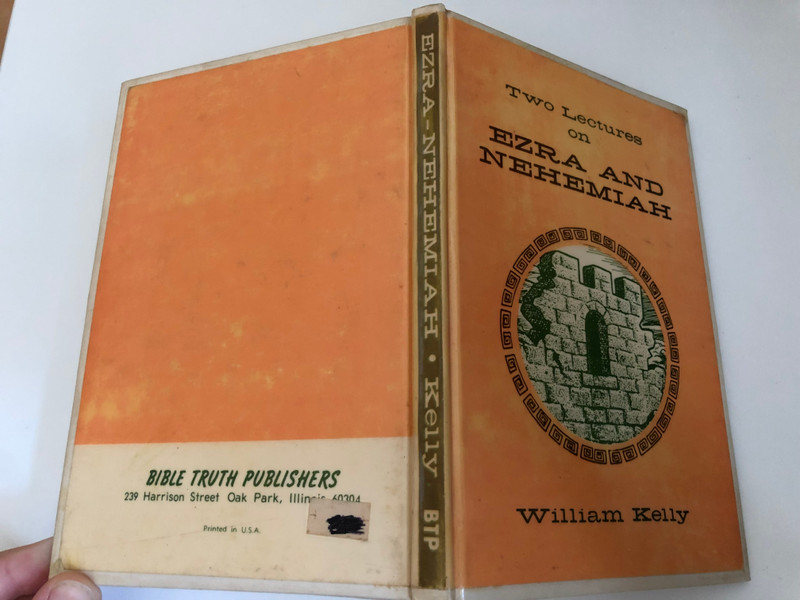 Two Lectures
on
EZRA AND
NEHEMIAH
William Kelly
EZRA-NEHEMIAH • Kelly BTP
BIBLE TRUTH PUBLISHERS
239 Harrison Street Oak Park, Illinois 60304
Printed in U.S.A.